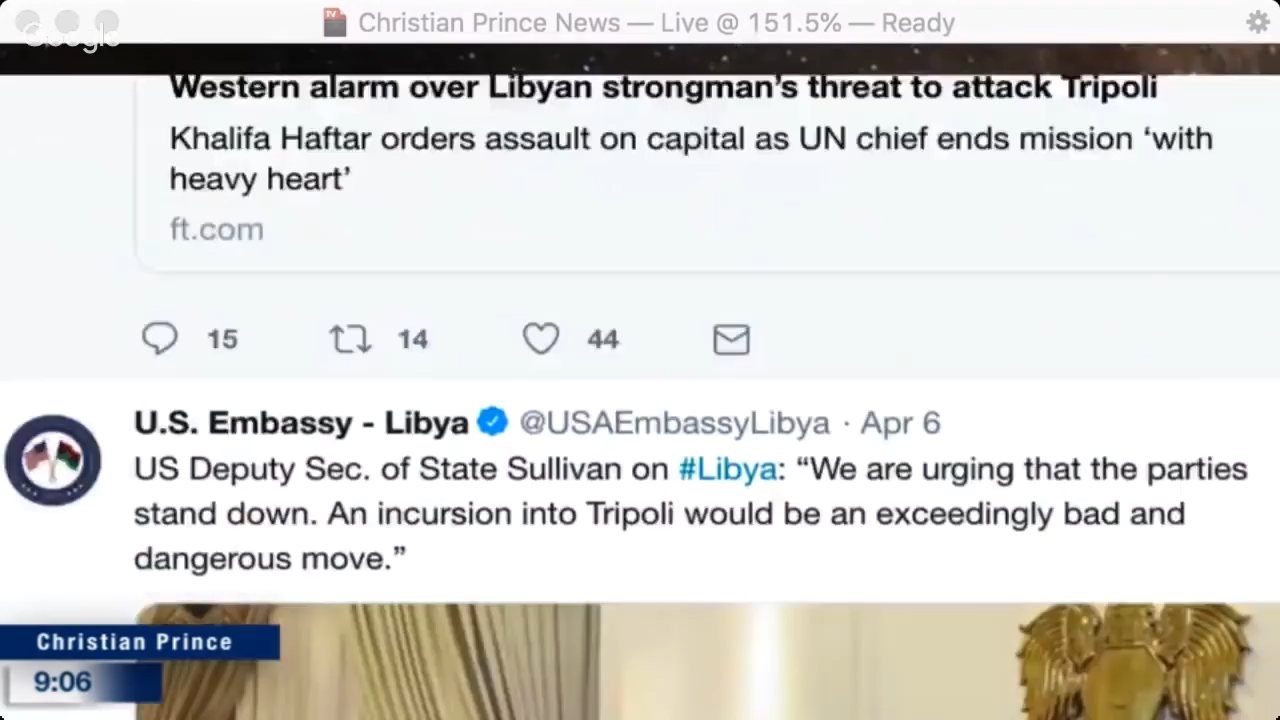 TV
Christian Prince News — Live @ 151.5% — Ready
Google
Western alarm over Libyan strongman's threat to attack Tripoli
Khalifa Haftar orders assault on capital as UN chief ends mission ‘with
heavy heart’
ft.com
15 14 44
U.S. Embassy - Libya @USAEmbassyLibya · Apr 6
US Deputy Sec. of State Sullivan on #Libya: “We are urging that the parties
stand down. An incursion into Tripoli would be an exceedingly bad and
dangerous move.”
Christian Prince
9:06